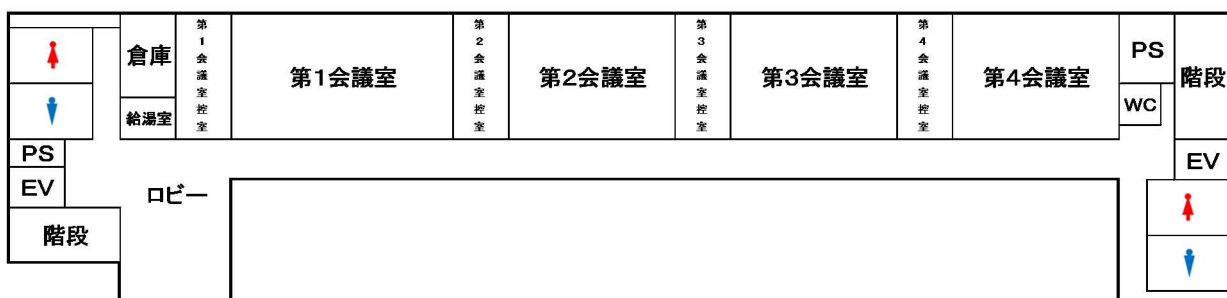 倉庫
第1会議室控室
第1会議室
第2会議室控室
第2会議室
第3会議室控室
第3会議室
第4会議室控室
第4会議室
PS
階段
給湯室
WC
PS
EV
EV
ロビー
階段